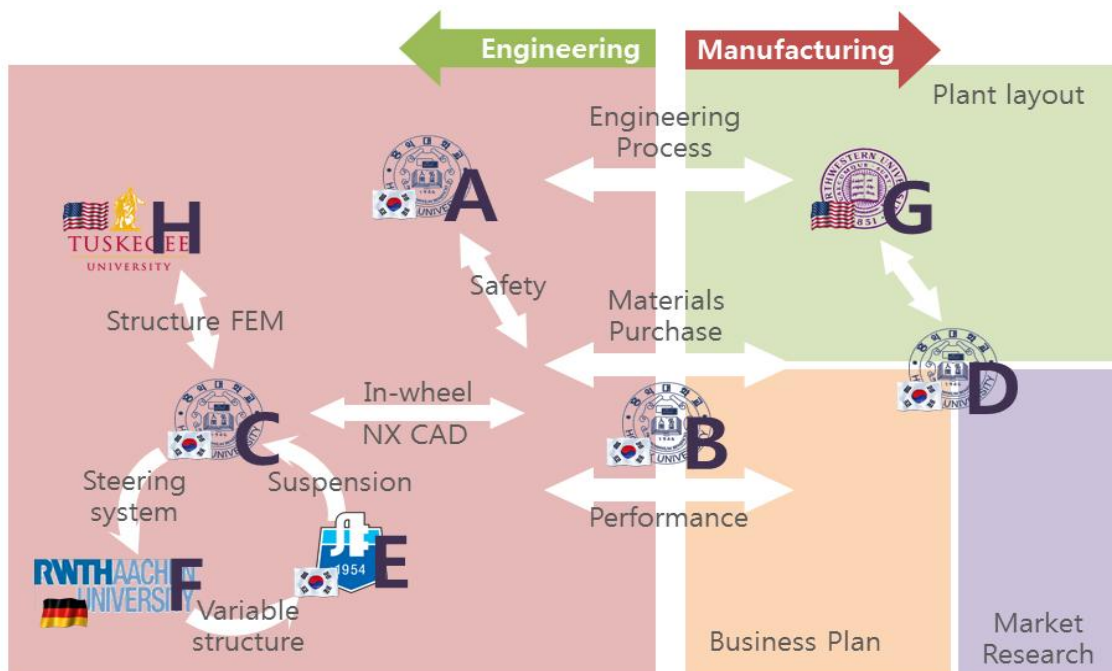 Engineering
Manufacturing
Plant layout
Engineering
Process
A
G
H
TUSKEGEE
UNIVERSITY
Safety
Materials
Purchase
Structure FEM
D
In-wheel
NX CAD
C
B
Steering
system
Suspension
Performance
1954
E
RWTHAACHEN
UNIVERSITY
F
Variable
structure
Business Plan
Market
Research